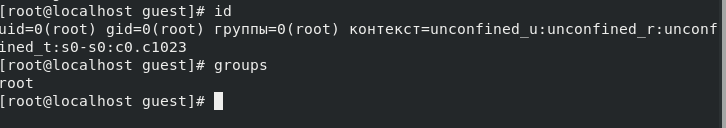 [root@localhost guest]# id
uid=0(root) gid=0(root) группы=0(root) контекст=unconfined_u:unconfined_r:unconf
ined_t:s0-s0:c0.c1023
[root@localhost guest]# groups
root
[root@localhost guest]#